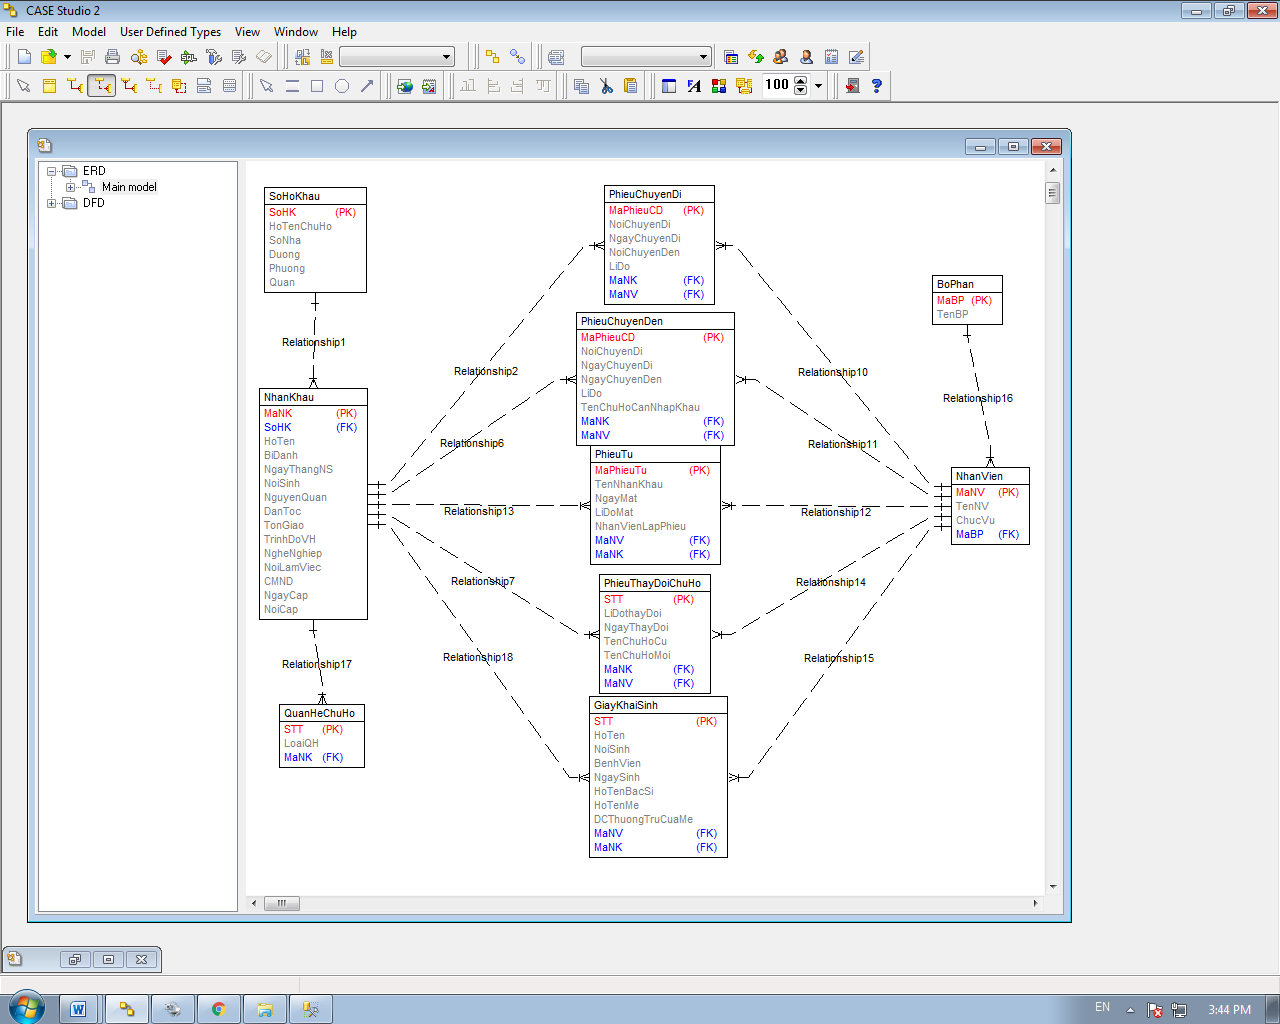 CASE Studio 2
File Edit Model User Defined Types View Window Help
100
ERD
Main model
DFD
SoHoKhau
SoHK (PK)
HoTenChuHo
SoNha
Duong
Phuong
Quan
Relationship1
NhanKhau
MaNK (PK)
SoHK (FK)
HoTen
BiDanh
NgayThangNS
NoiSinh
NguyenQuan
DanToc
TonGiao
TrinhDoVH
NgheNghiep
NoiLamViec
CMND
NgayCap
NoiCap
Relationship17
QuanHeChuHo
STT (PK)
LoaiQH
MaNK (FK)
Relationship2
Relationship6
Relationship13
Relationship7
Relationship18
PhieuChuyenDi
MaPhieuCD (PK)
NoiChuyenDi
NgayChuyenDi
NoiChuyenDen
LiDo
MaNK (FK)
MaNV (FK)
PhieuChuyenDen
MaPhieuCD (PK)
NoiChuyenDi
NgayChuyenDi
NgayChuyenDen
LiDo
TenChuHoCanNhapKhau
MaNK (FK)
MaNV (FK)
PhieuTu
MaPhieuTu (PK)
TenNhanKhau
NgayMat
LiDoMat
NhanVienLapPhieu
MaNV (FK)
MaNK (FK)
PhieuThayDoiChuHo
STT (PK)
LiDothayDoi
NgayThayDoi
TenChuHoCu
TenChuHoMoi
MaNK (FK)
MaNV (FK)
GiayKhaiSinh
STT (PK)
HoTen
NoiSinh
BenhVien
NgaySinh
HoTenBacSi
HoTenMe
DCThuongTruCuaMe
MaNV (FK)
MaNK (FK)
Relationship10
Relationship11
Relationship12
Relationship14
Relationship15
BoPhan
MaBP (PK)
TenBP
Relationship16
NhanVien
MaNV (PK)
TenNV
ChucVu
MaBP (FK)
EN
3:44 PM